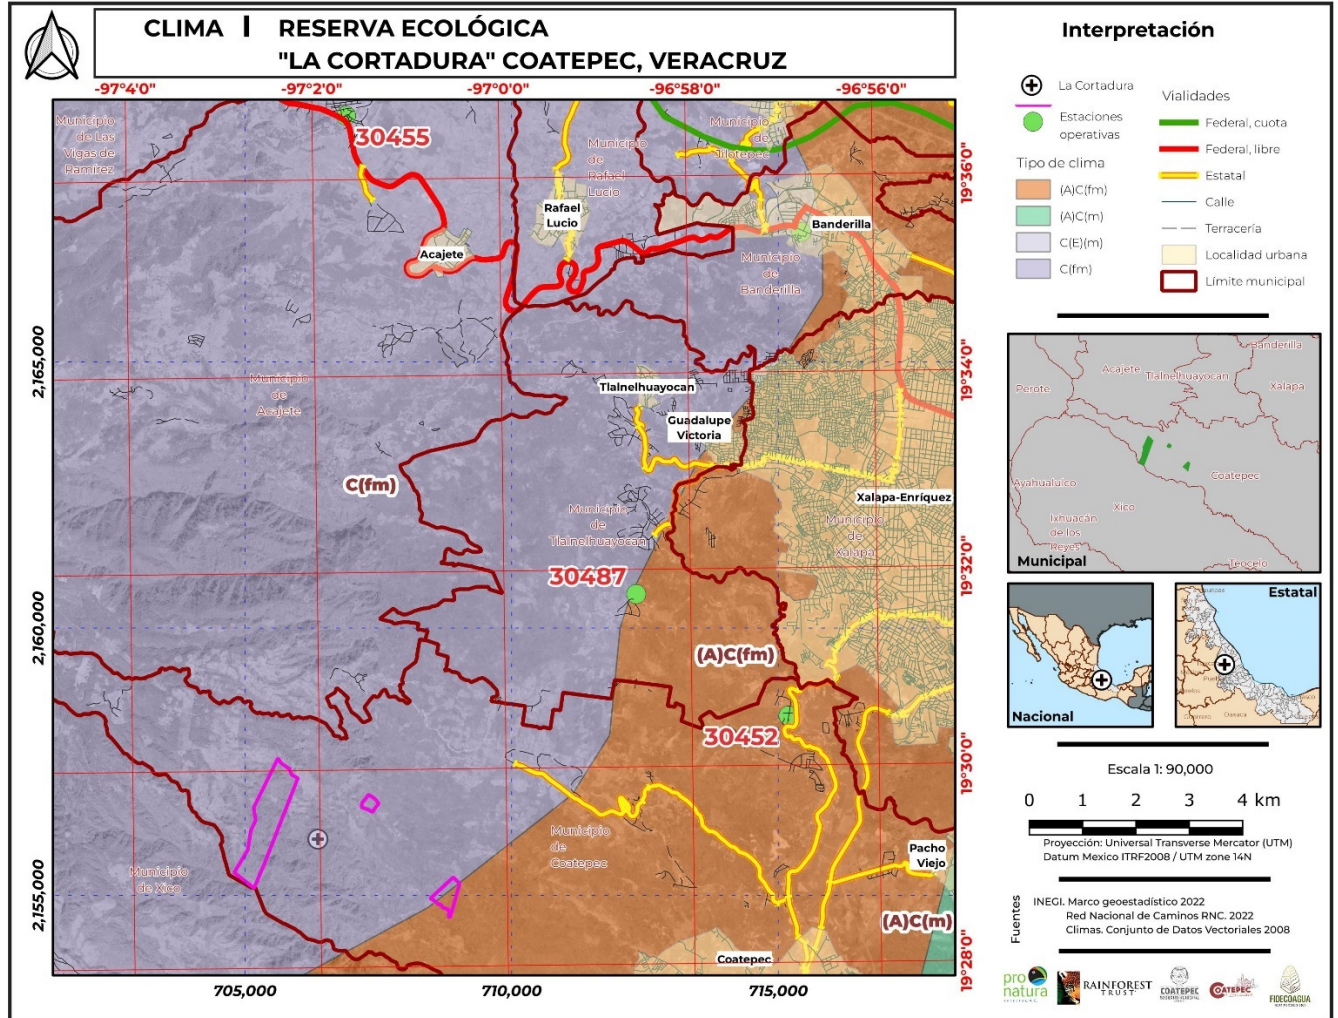 CLIMA I RESERVA ECOLÓGICA
"LA CORTADURA" COATEPEC, VERACRUZ
-97°4'0"
-97°2'0"
-97°0'0"
-96°58'0"
-96°56'0"
19°36'0"
19°34'0"
19°32'0"
19°30'0"
19°28'0"
2,165,000
2,160,000
2,155,000
705,000
710,000
715,000
Municipio
de Las
Vigas de
Ramírez
30455
Municipio
de
Rafael
Lucio
Municipio
de
Jilotepec
Rafael
Lucio
Banderilla
Acajete
Municipio
de
Banderilla
Municipio
de
Acajete
Tlalnelhuayocan
Guadalupe
Victoria
C(fm)
Xalapa-Enríquez
Municipio
de
Tlalnelhuayocan
Municipio
de
Xalapa
30487
(A)C(fm)
30452
Municipio
de
Coatepec
Municipio
de Xico
Pacho
Viejo
(A)C(m)
Coatepec
Interpretación
La Cortadura
Estaciones
operativas
Tipo de clima
(A)C(fm)
(A)C(m)
C(E)(m)
C(fm)
Vialidades
Federal, cuota
Federal, libre
Estatal
Calle
Terracería
Localidad urbana
Límite municipal
Banderilla
Acajete
Tlalnelhuayocan
Perote
Xalapa
Ayahualulco
Coatepec
Xico
Ixhuacán
de los
Reyes
Teocelo
Municipal
Nacional
Estatal
Oaxaca
Escala 1: 90,000
0 1 2 3 4 km
Proyección: Universal Transverse Mercator (UTM)
Datum Mexico ITRF2008 / UTM zone 14N
Fuentes
INEGI. Marco geoestadístico 2022
Red Nacional de Caminos RNC. 2022
Climas. Conjunto de Datos Vectoriales 2008
pro
natura
RAINFOREST
TRUST
COATEPEC
COATEPEC
FIDECOAGUA